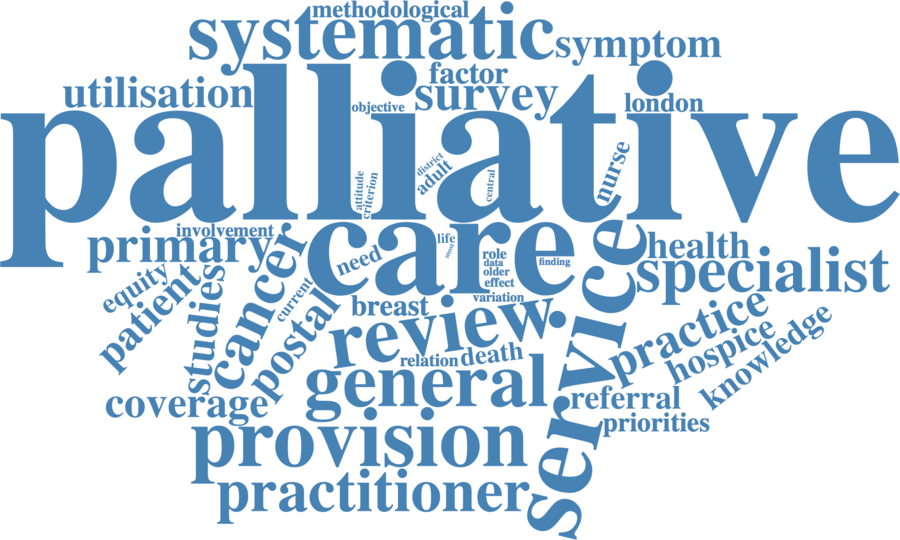 methodological
systematic
symptom
factor
utilisation
survey
objective
london
palliative
district
adult
attitude
criterion
central
nurse
involvement
primary
care
life
most
need
role
data
older
effect
finding
health
specialist
equity
patient
studies
cancer
current
postal
breast
variation
review
service
practice
hospice
knowledge
relation
death
general
coverage
referral
priorities
provision
practitioner